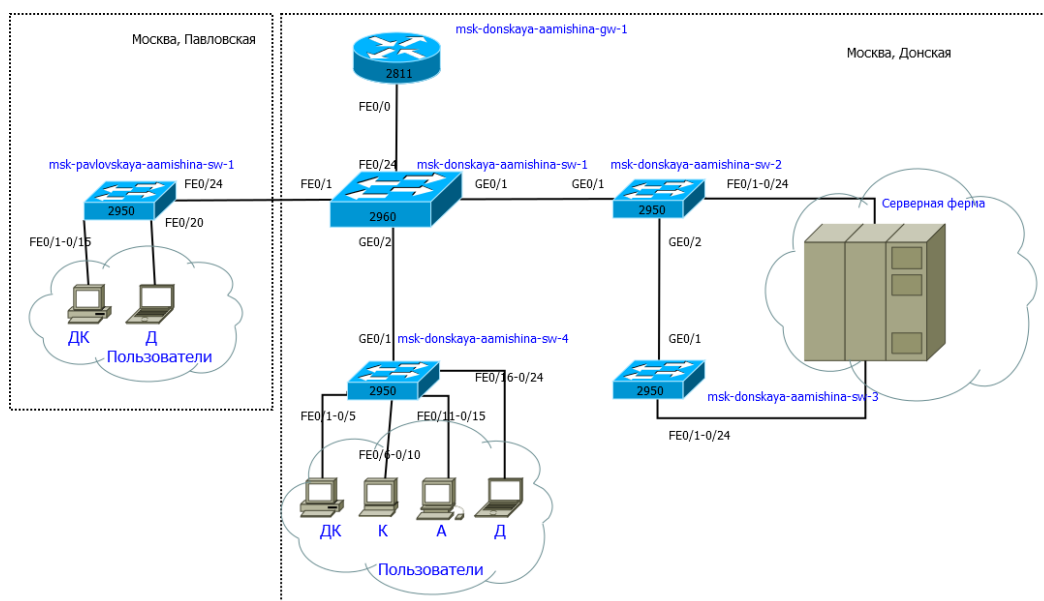 msk-donskaya-aamishina-gw-1
Москва, Павловская
Москва, Донская
2811
FE0/0
msk-pavlovskaya-aamishina-sw-1
FE0/24
msk-donskaya-aamishina-sw-1
msk-donskaya-aamishina-sw-2
FE0/24
FE0/1
GE0/1
GE0/1
FE0/1-0/24
2950
2960
2950
Серверная ферма
FE0/20
FE0/1-0/15
GE0/2
GE0/2
ДК
Д
Пользователи
GE0/1
msk-donskaya-aamishina-sw-4
GE0/1
2950
FE0/16-0/24
2950
msk-donskaya-aamishina-sw-3
FE0/1-0/5
FE0/11-0/15
FE0/1-0/24
FE0/6-0/10
ДК
К
А
Д
Пользователи